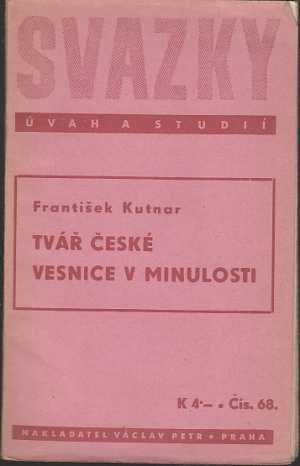 SVAZKY
ÚVAH A STUDIÍ
František Kutnar
TVÁŘ ČESKÉ
VESNICE V MINULOSTI
K 4·— • Čís. 68.
NAKLADATEL VÁCLAV PETR • PRAHA